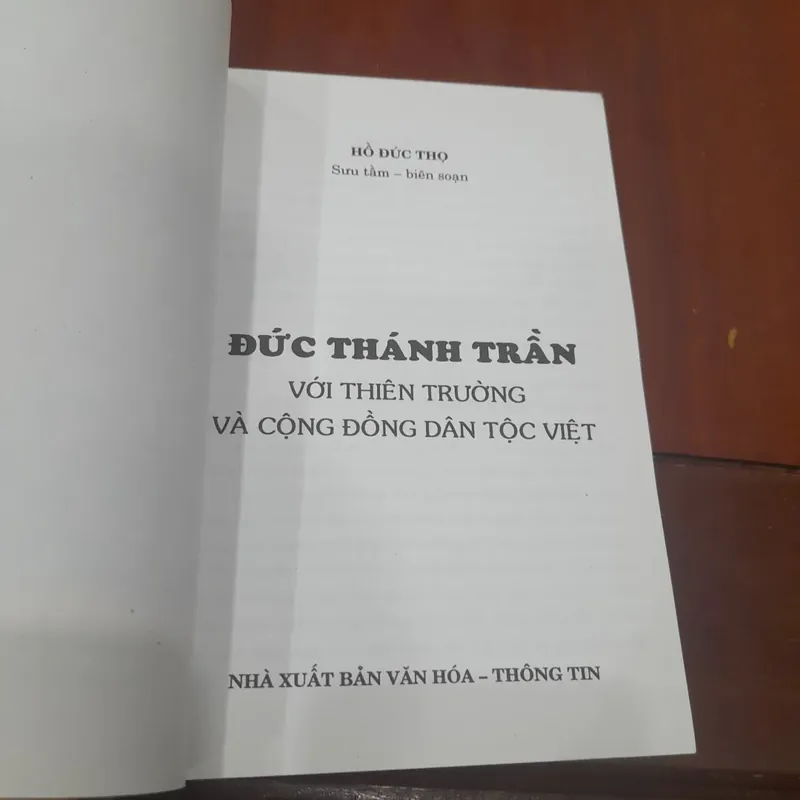 HỒ ĐỨC THỌ
Sưu tầm – biên soạn
ĐỨC THÁNH TRẦN
VỚI THIÊN TRƯỜNG
VÀ CỘNG ĐỒNG DÂN TỘC VIỆT
NHÀ XUẤT BẢN VĂN HÓA – THÔNG TIN